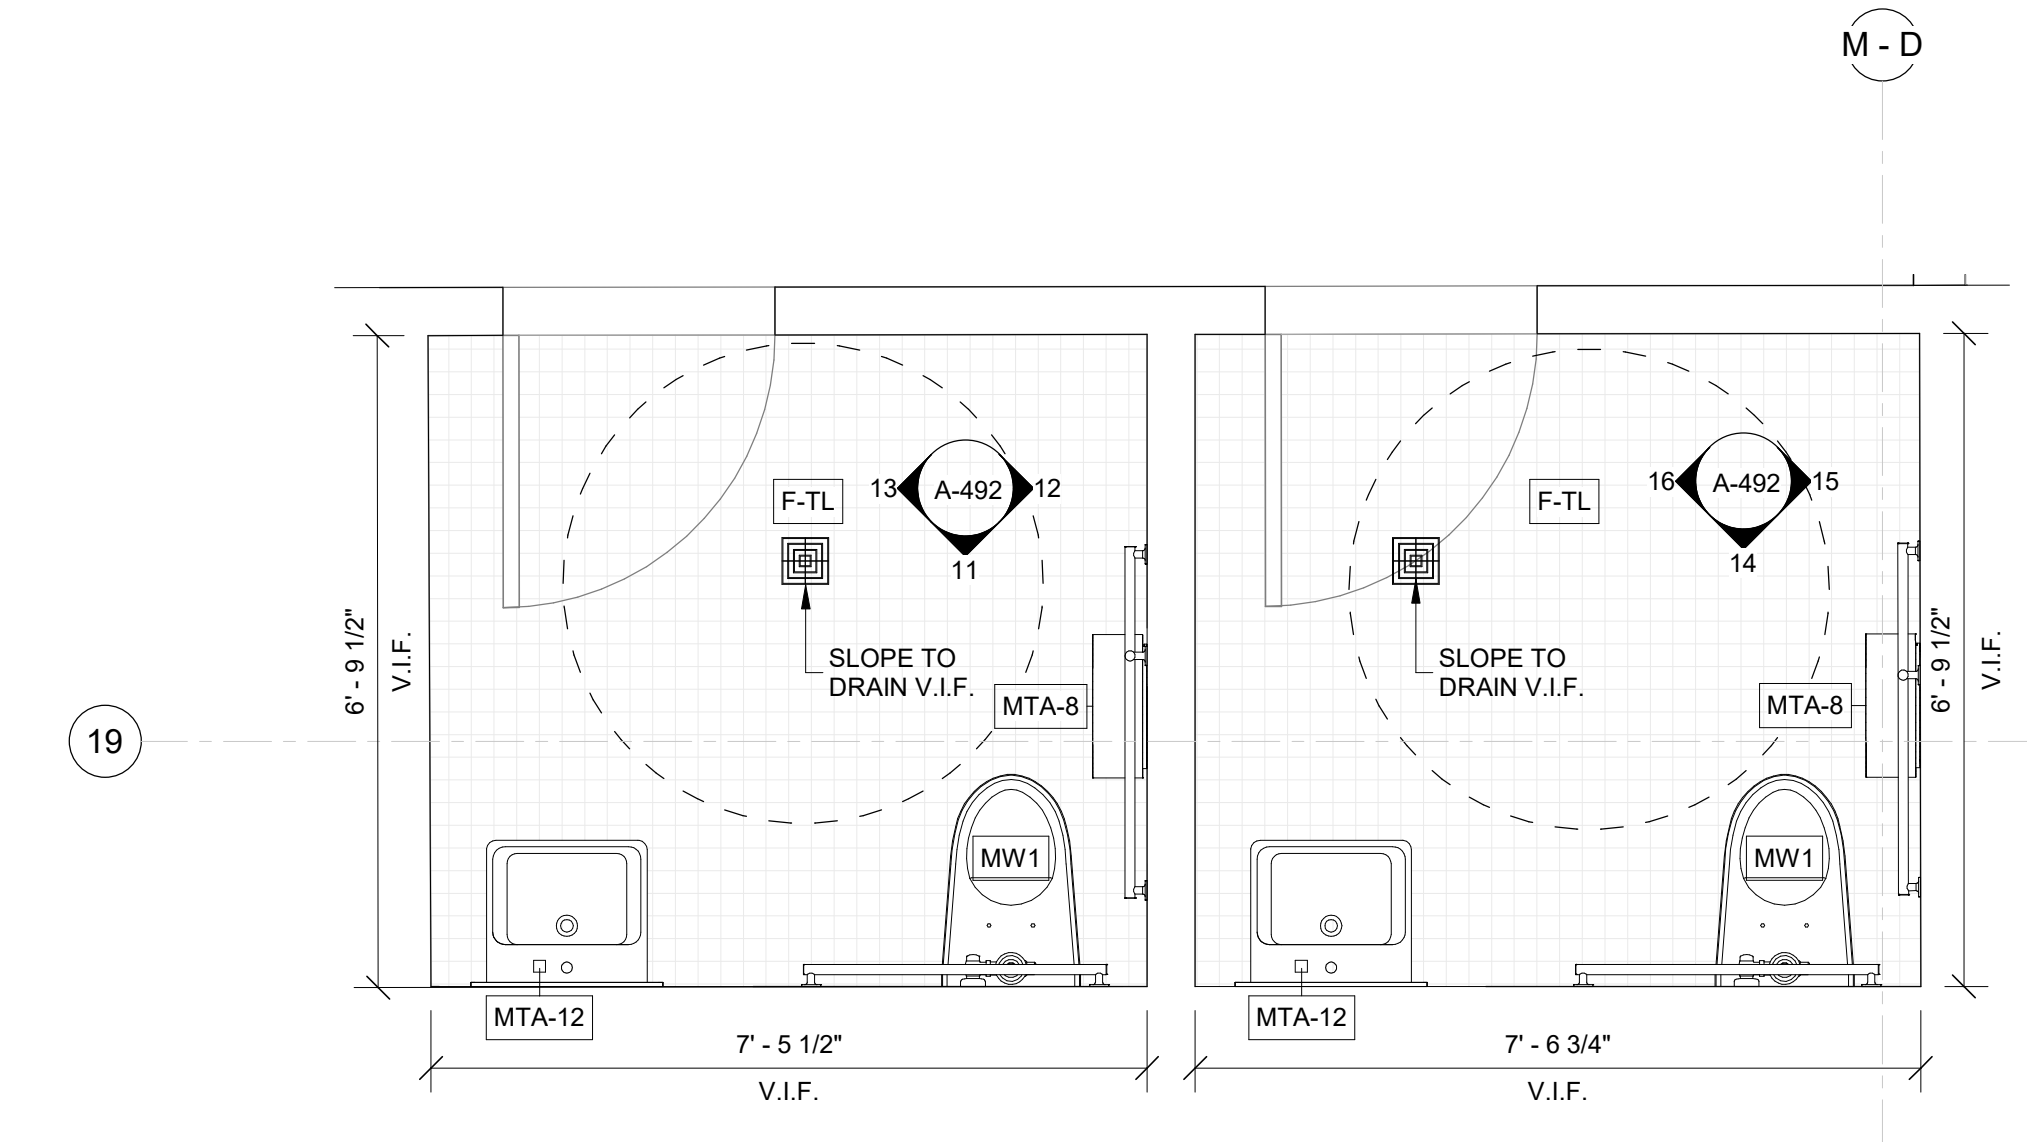 M - D
13
A-492
12
11
F-TL
SLOPE TO
DRAIN V.I.F.
MTA-8
MW1
MTA-12
6' - 9 1/2"
V.I.F.
7' - 5 1/2"
V.I.F.
19
16
A-492
15
14
F-TL
SLOPE TO
DRAIN V.I.F.
MTA-8
MW1
MTA-12
6' - 9 1/2"
V.I.F.
7' - 6 3/4"
V.I.F.